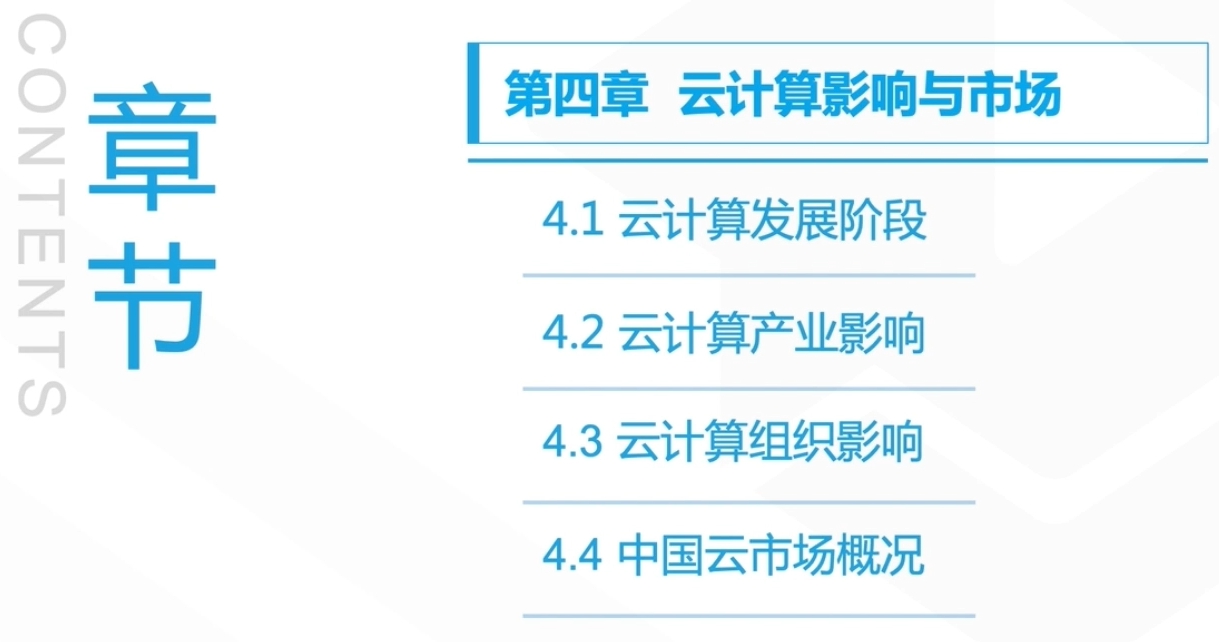 CONTENTS
章节
第四章 云计算影响与市场
4.1 云计算发展阶段
4.2 云计算产业影响
4.3 云计算组织影响
4.4 中国云市场概况